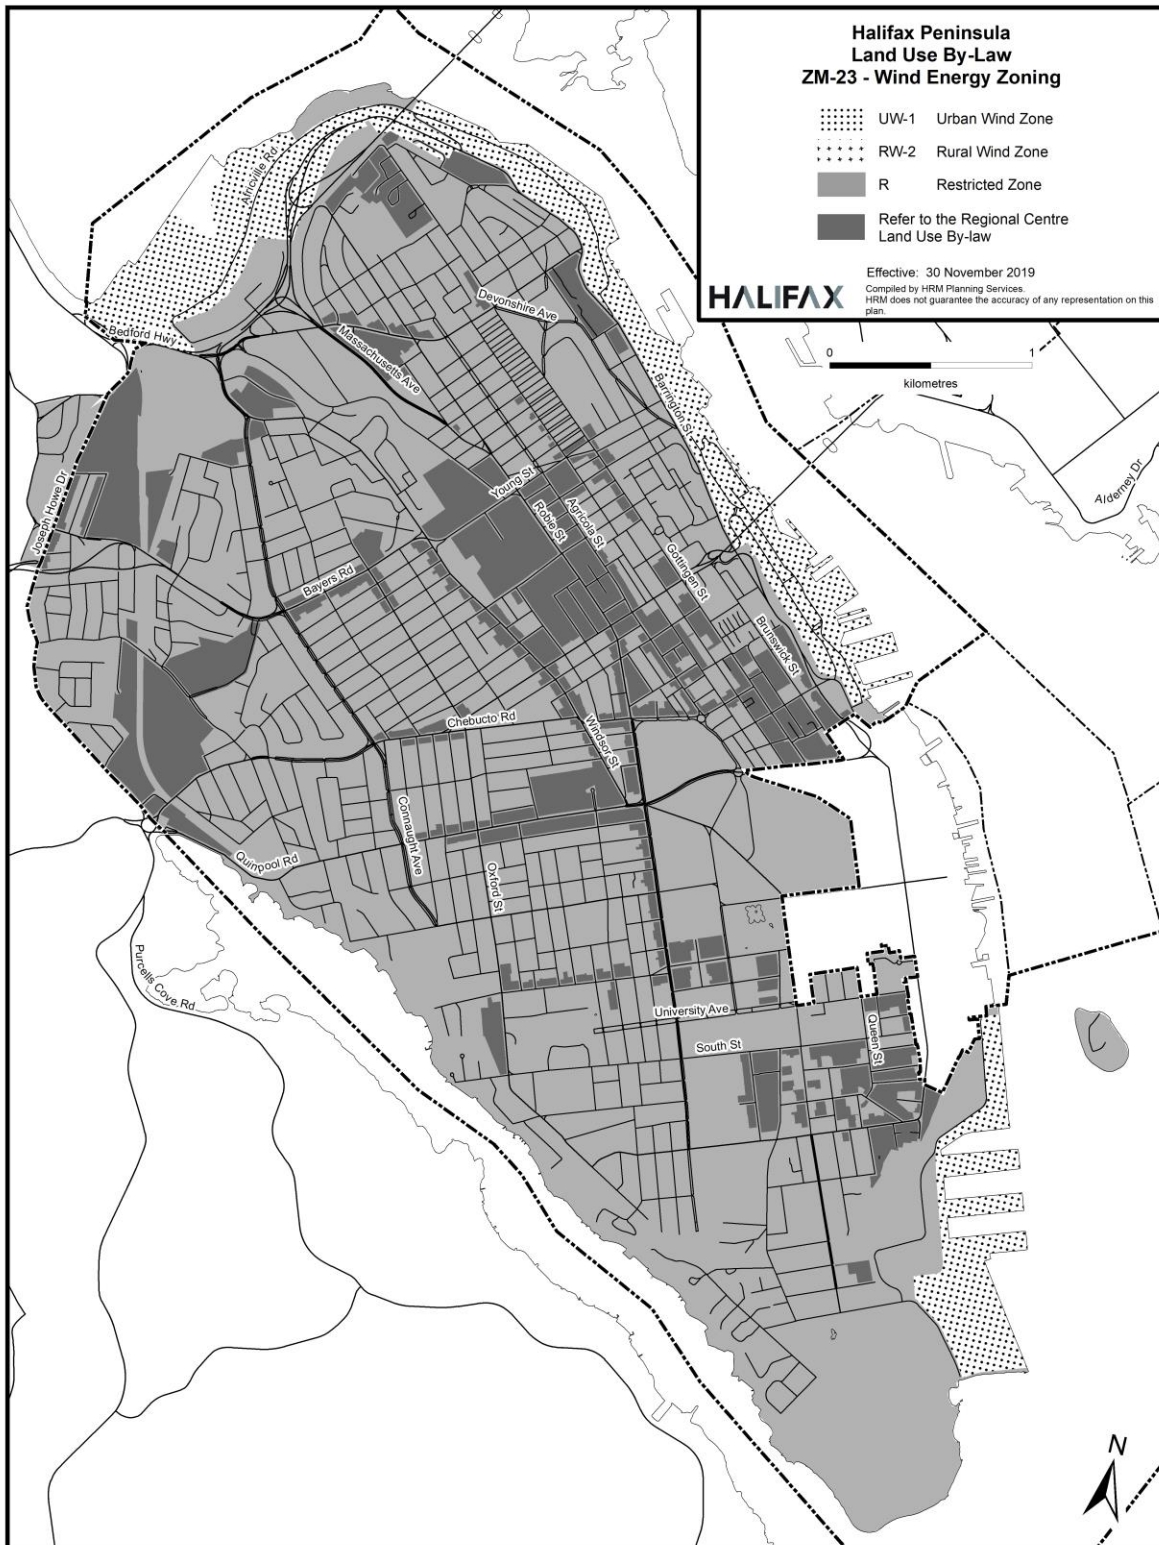 Halifax Peninsula
Land Use By-Law
ZM-23 - Wind Energy Zoning
UW-1 Urban Wind Zone
RW-2 Rural Wind Zone
R Restricted Zone
Refer to the Regional Centre
Land Use By-law
Effective: 30 November 2019
Compiled by HRM Planning Services.
HRM does not guarantee the accuracy of any representation on this
plan.
HALIFAX
0 1
kilometres
Africville Rd
Devonshire Ave
Bedford Hwy
Massachusetts Ave
Barrington St
Alderney Dr
Joseph Howe Dr
Young St
Robie St
Agricola St
Gottingen St
Bayers Rd
Brunswick St
Chebucto Rd
Windsor St
Connaught Ave
Quinpool Rd
Oxford St
Purcells Cove Rd
University Ave
South St
Queen St
N